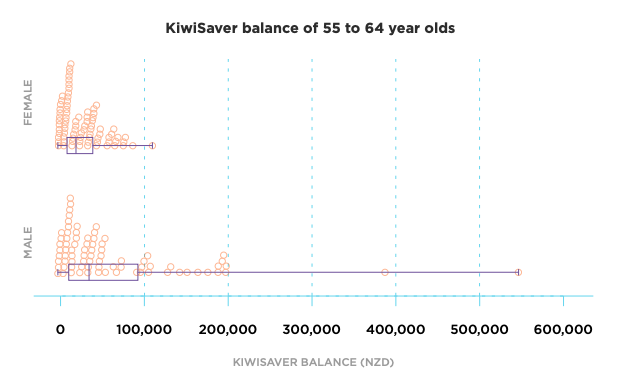 KiwiSaver balance of 55 to 64 year olds
FEMALE
MALE
0 100,000 200,000 300,000 400,000 500,000 600,000
KIWISAVER BALANCE (NZD)